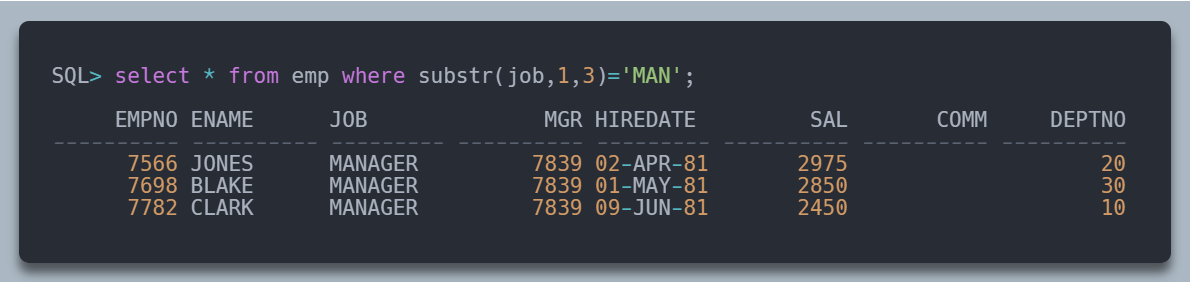 SQL> select * from emp where substr(job,1,3)='MAN';
     EMPNO ENAME      JOB              MGR HIREDATE         SAL       COMM     DEPTNO
---------- ---------- --------- ---------- --------- ---------- ---------- ----------
      7566 JONES      MANAGER         7839 02-APR-81       2975                    20
      7698 BLAKE      MANAGER         7839 01-MAY-81       2850                    30
      7782 CLARK      MANAGER         7839 09-JUN-81       2450                    10